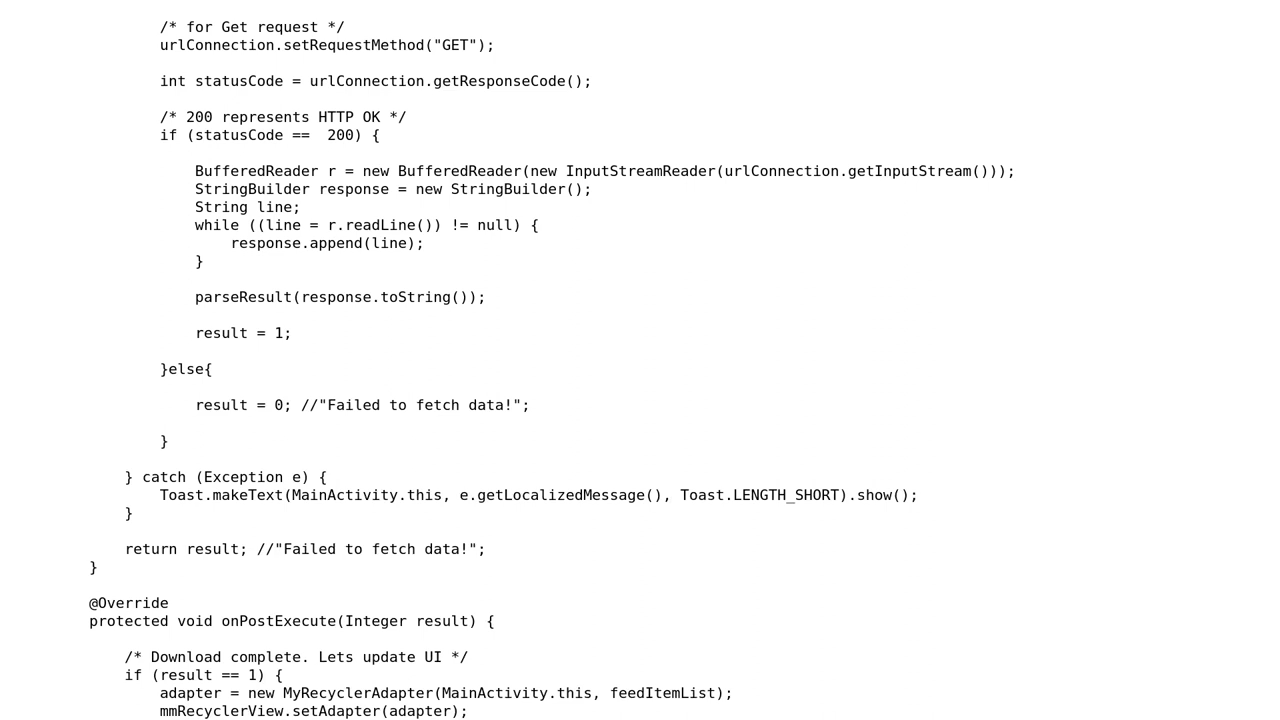 /* for Get request */
urlConnection.setRequestMethod("GET");
int statusCode = urlConnection.getResponseCode();
/* 200 represents HTTP OK */
if (statusCode ==  200) {
BufferedReader r = new BufferedReader(new InputStreamReader(urlConnection.getInputStream()));
StringBuilder response = new StringBuilder();
String line;
while ((line = r.readLine()) != null) {
response.append(line);
}
parseResult(response.toString());
result = 1;
}else{
result = 0; //"Failed to fetch data!";
}
} catch (Exception e) {
Toast.makeText(MainActivity.this, e.getLocalizedMessage(), Toast.LENGTH_SHORT).show();
}
return result; //"Failed to fetch data!";
}
@Override
protected void onPostExecute(Integer result) {
/* Download complete. Lets update UI */
if (result == 1) {
adapter = new MyRecyclerAdapter(MainActivity.this, feedItemList);
mmRecyclerView.setAdapter(adapter);